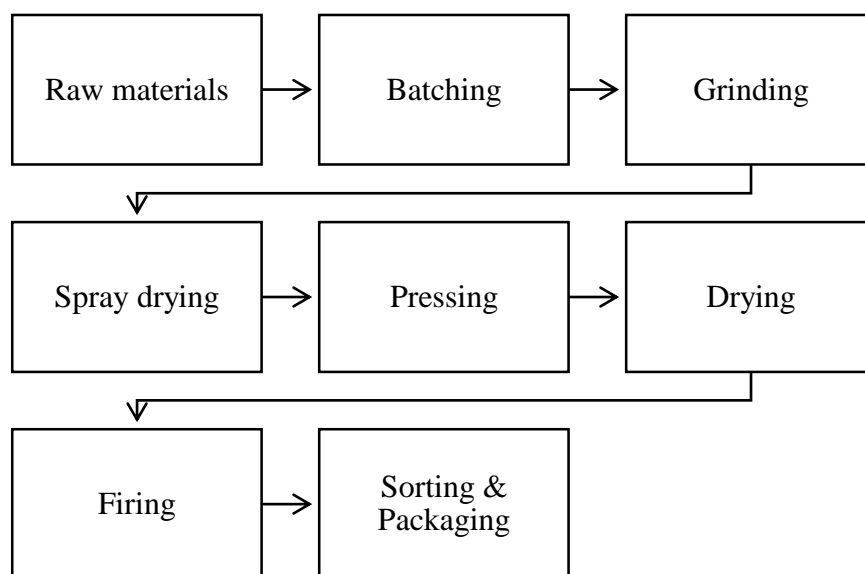 Raw materials
Batching
Grinding
Spray drying
Pressing
Drying
Firing
Sorting &
Packaging